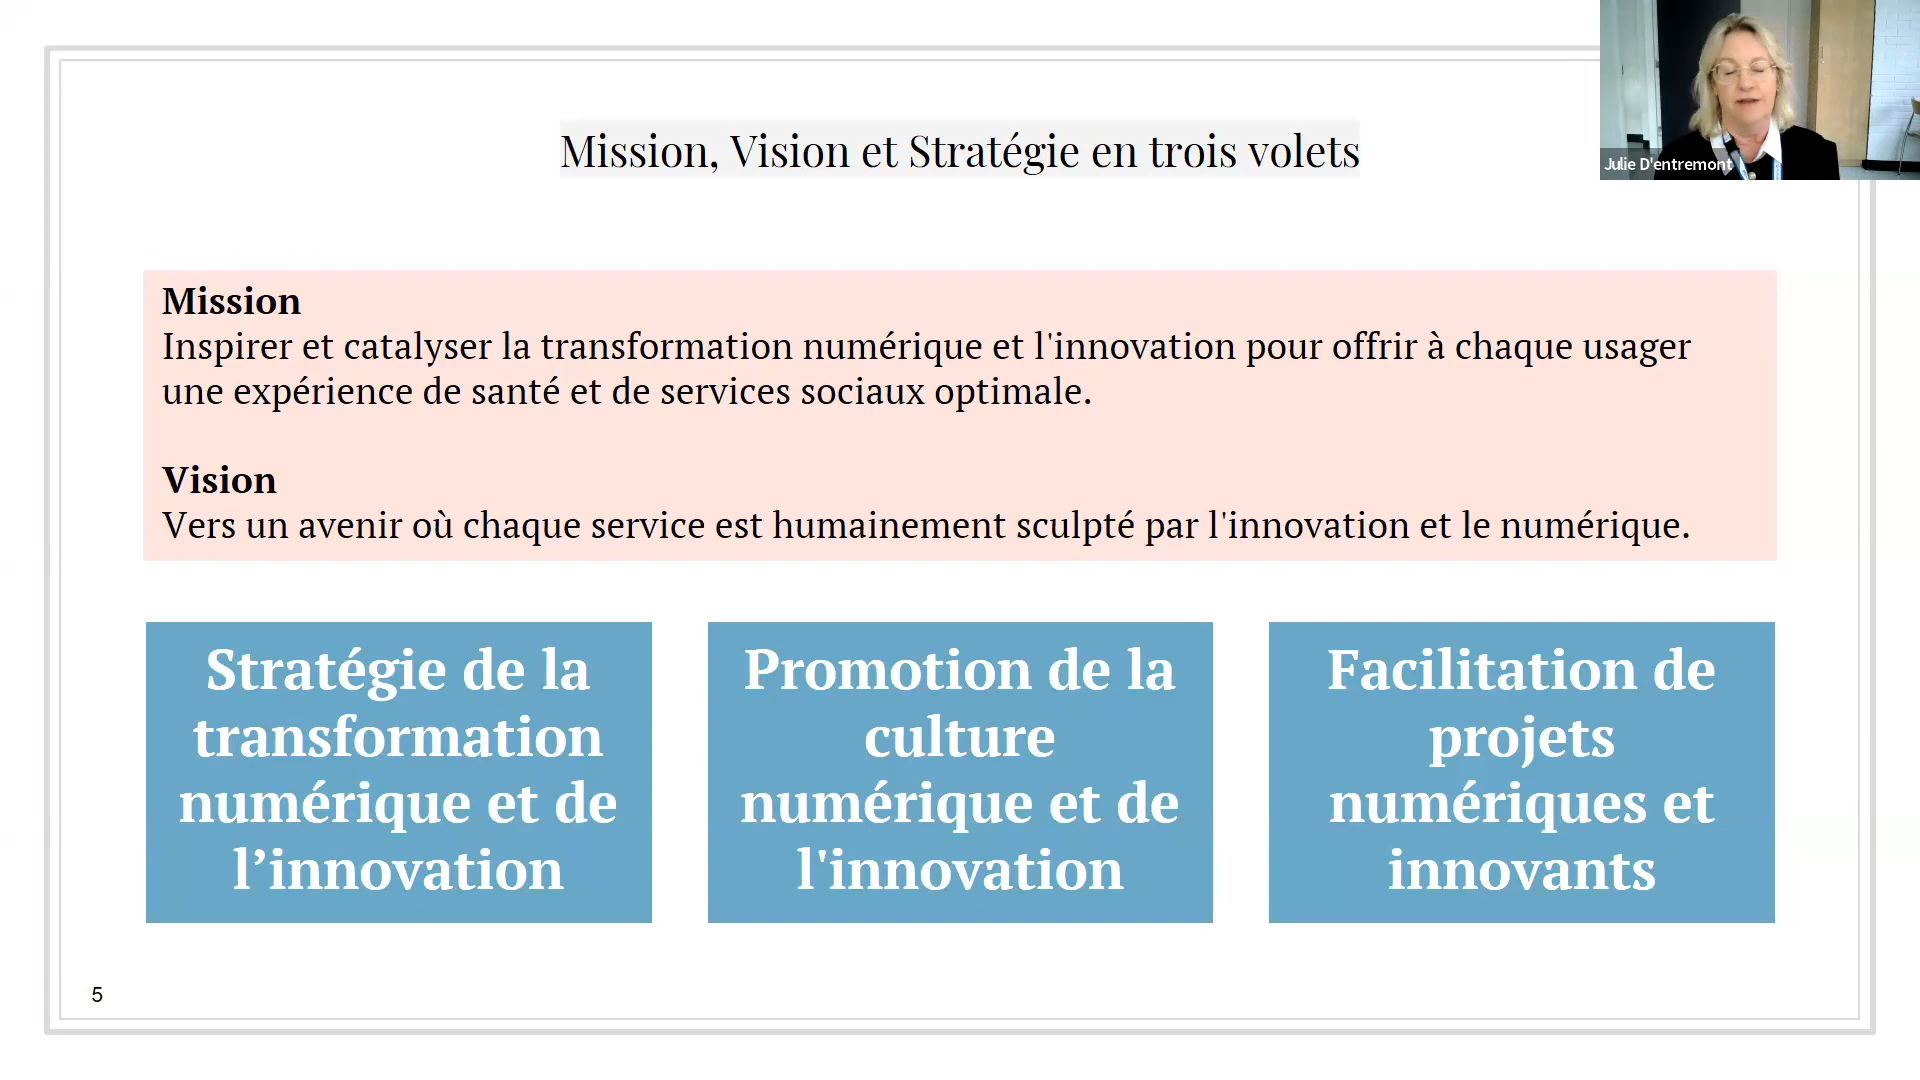 Mission, Vision et Stratégie en trois volets
Julie D'entremont
Mission
Inspirer et catalyser la transformation numérique et l'innovation pour offrir à chaque usager
une expérience de santé et de services sociaux optimale.
Vision
Vers un avenir où chaque service est humainement sculpté par l'innovation et le numérique.
Stratégie de la
transformation
numérique et de
l’innovation
Promotion de la
culture
numérique et de
l'innovation
Facilitation de
projets
numériques et
innovants
5